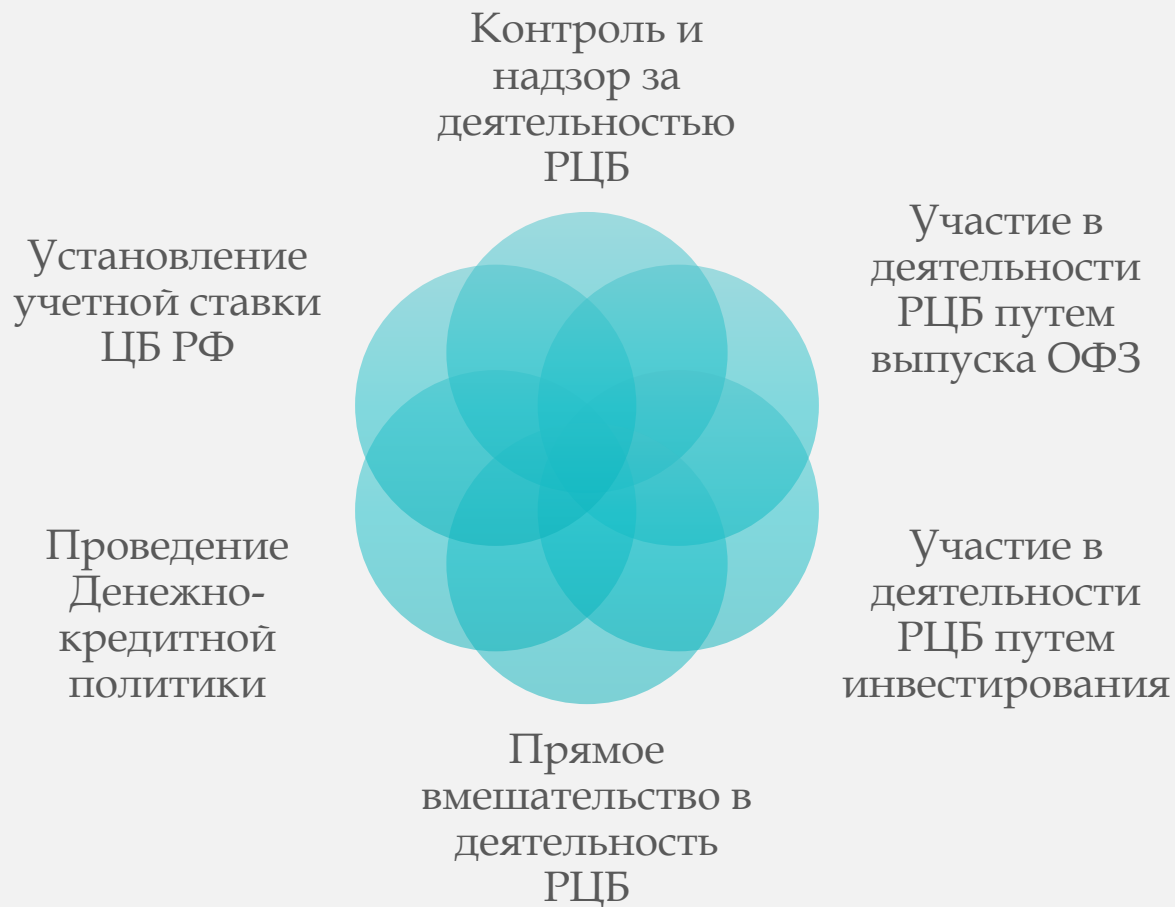 Контроль и
надзор за
деятельностью
РЦБ
Участие в
деятельности
РЦБ путем
выпуска ОФЗ
Участие в
деятельности
РЦБ путем
инвестирования
Прямое
вмешательство в
деятельность
РЦБ
Проведение
Денежно-
кредитной
политики
Установление
учетной ставки
ЦБ РФ